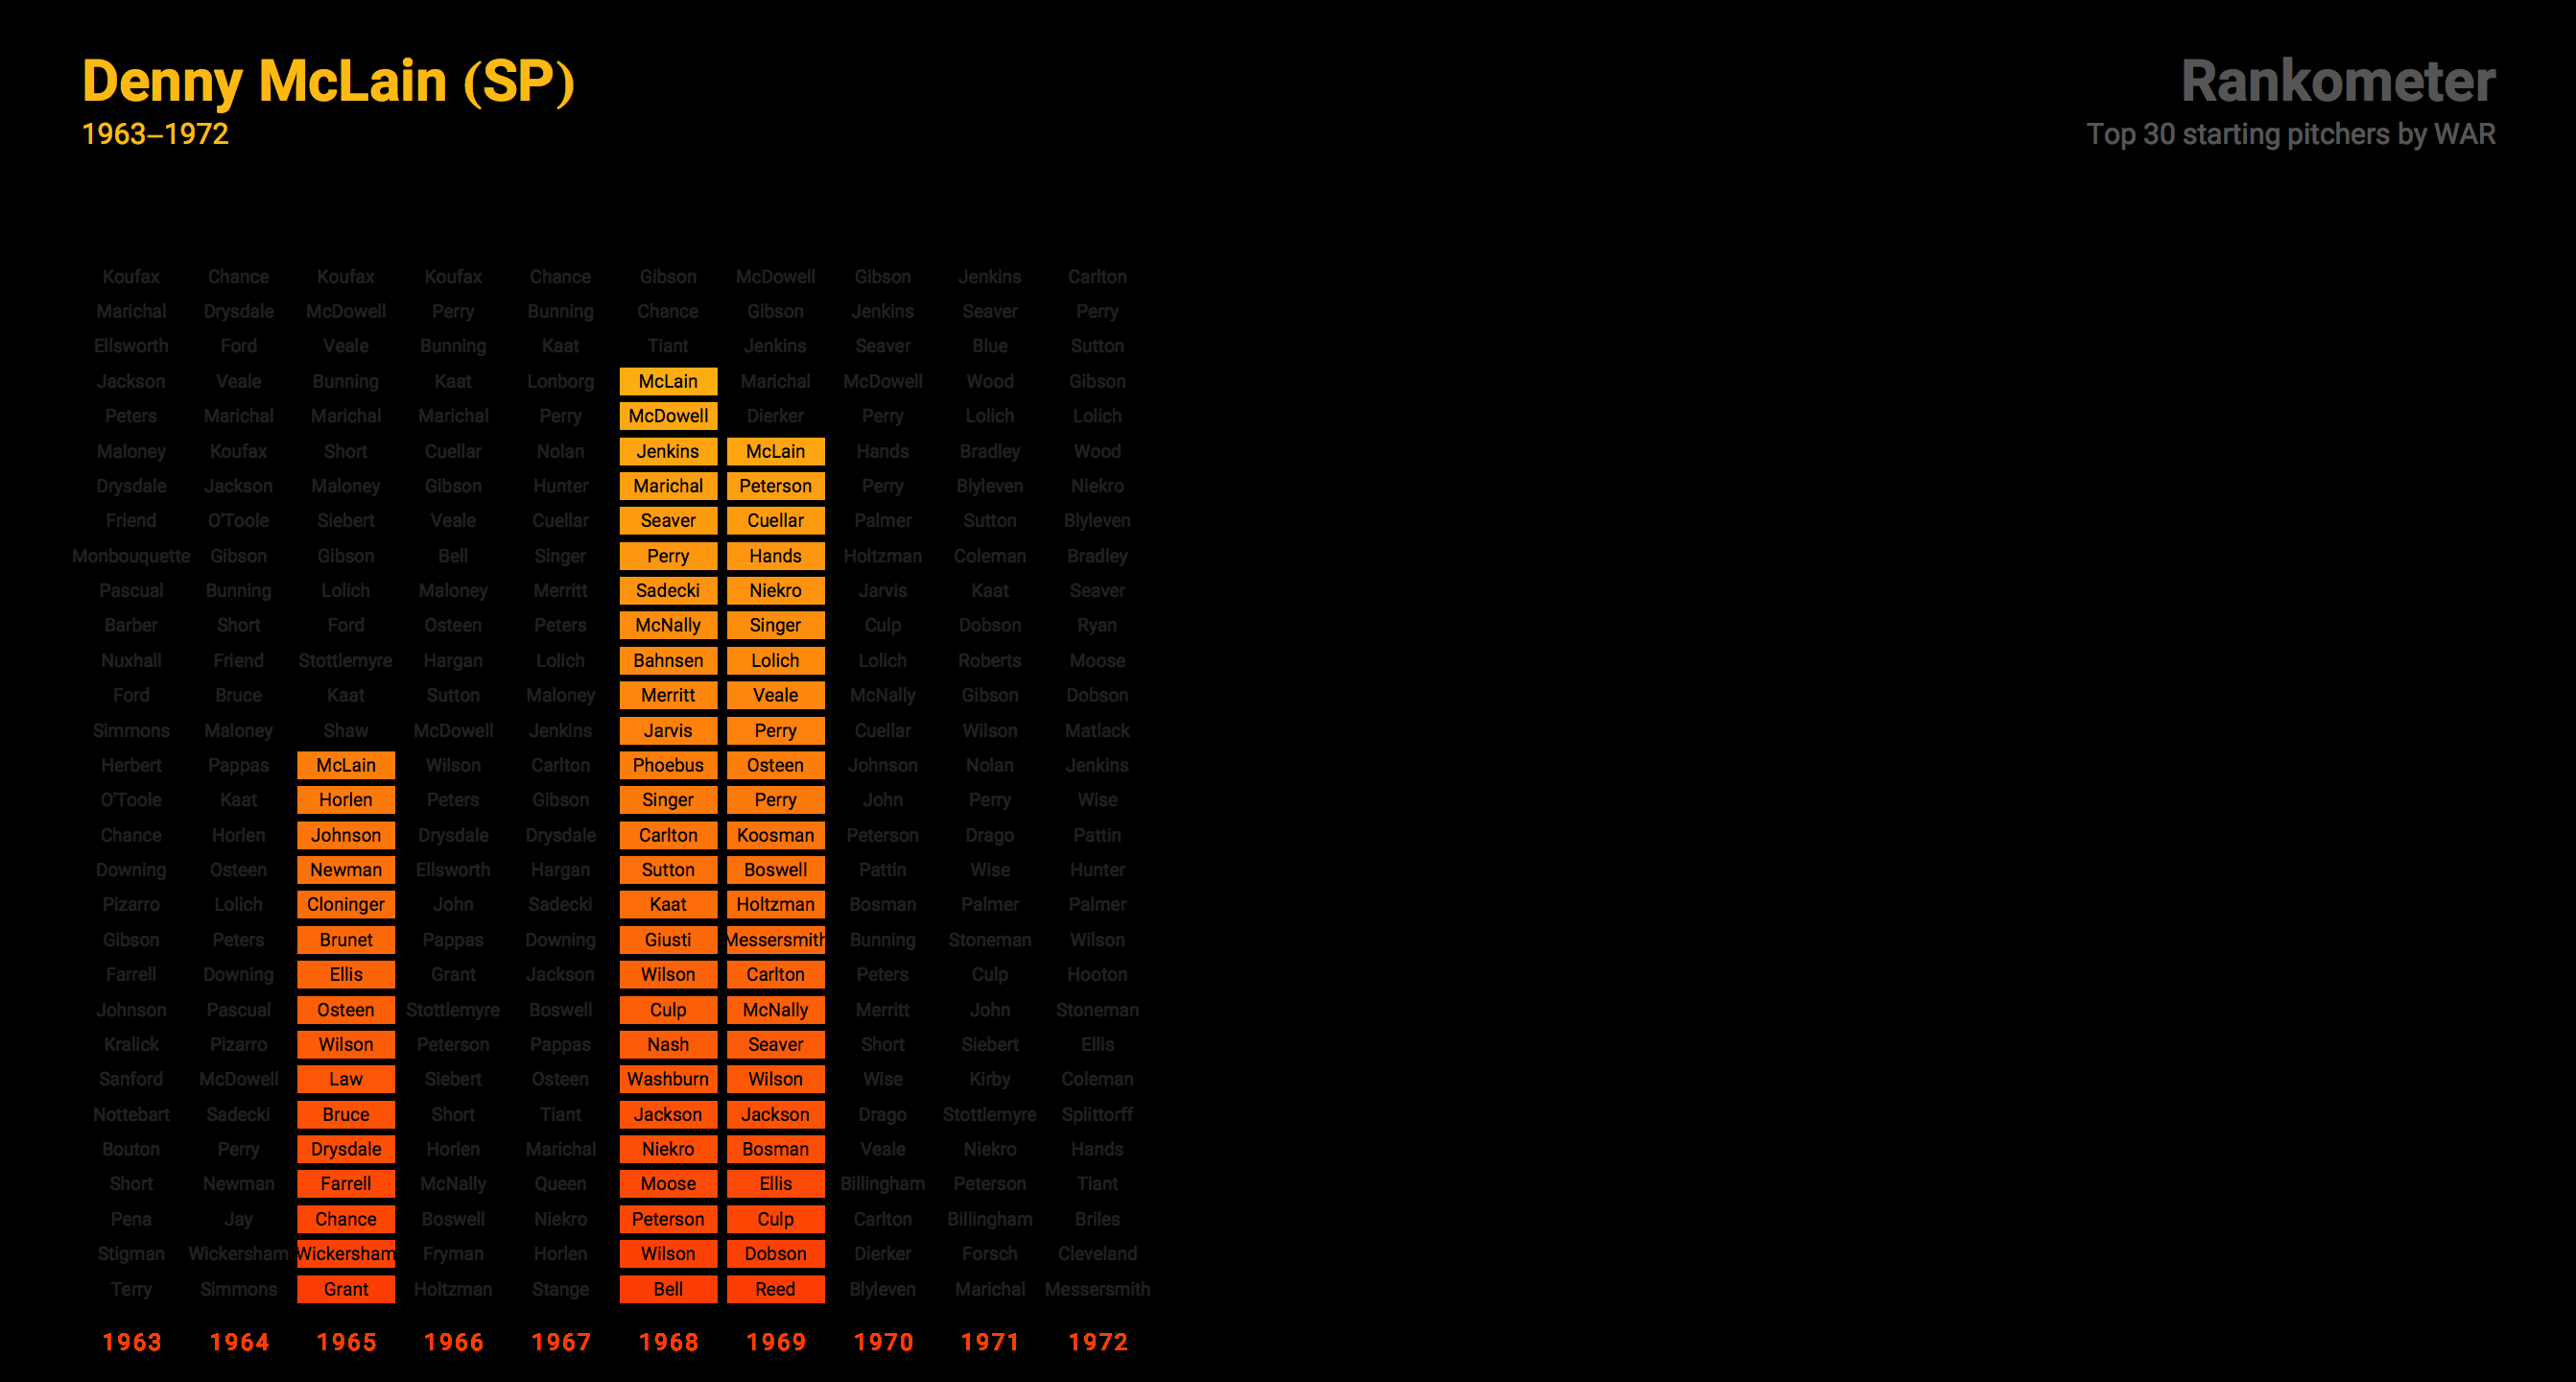 Denny McLain (SP)
1963–1972
Rankometer
Top 30 starting pitchers by WAR
Koufax Chance Koufax Koufax Chance Gibson McDowell Gibson Jenkins Carlton
Marichal Drysdale McDowell Perry Bunning Chance Gibson Jenkins Seaver Perry
Ellsworth Ford Veale Bunning Kaat Tiant Jenkins Seaver Blue Sutton
Jackson Veale Bunning Kaat Lonborg McLain Marichal McDowell Wood Gibson
Peters Marichal Marichal Marichal Perry McDowell Dierker Perry Lolich Lolich
Maloney Koufax Short Cuellar Nolan Jenkins McLain Hands Bradley Wood
Drysdale Jackson Maloney Gibson Hunter Marichal Peterson Perry Blyleven Niekro
Friend O'Toole Siebert Veale Cuellar Seaver Cuellar Palmer Sutton Blyleven
Monbouquette Gibson Gibson Bell Singer Perry Hands Holtzman Coleman Bradley
Pascual Bunning Lolich Maloney Merritt Sadecki Niekro Jarvis Kaat Seaver
Barber Short Ford Osteen Peters McNally Singer Culp Dobson Ryan
Nuxhall Friend Stottlemyre Hargan Lolich Bahnsen Lolich Lolich Roberts Moose
Ford Bruce Kaat Sutton Maloney Merritt Veale McNally Gibson Dobson
Simmons Maloney Shaw McDowell Jenkins Jarvis Perry Cuellar Wilson Matlack
Herbert Pappas McLain Wilson Carlton Phoebus Osteen Johnson Nolan Jenkins
O'Toole Kaat Horlen Peters Gibson Singer Perry John Perry Wise
Chance Horlen Johnson Drysdale Drysdale Carlton Koosman Peterson Drago Pattin
Downing Osteen Newman Ellsworth Hargan Sutton Boswell Pattin Wise Hunter
Pizarro Lolich Cloninger John Sadecki Kaat Holtzman Bosman Palmer Palmer
Gibson Peters Brunet Pappas Downing Giusti Messersmith Bunning Stoneman Wilson
Farrell Downing Ellis Grant Jackson Wilson Carlton Peters Culp Hooton
Johnson Pascual Osteen Stottlemyre Boswell Culp McNally Merritt John Stoneman
Kralick Pizarro Wilson Peterson Pappas Nash Seaver Short Siebert Ellis
Sanford McDowell Law Siebert Osteen Washburn Wilson Wise Kirby Coleman
Nottebart Sadecki Bruce Short Tiant Jackson Jackson Drago Stottlemyre Splittorff
Bouton Perry Drysdale Horlen Marichal Niekro Bosman Veale Niekro Hands
Short Newman Farrell McNally Queen Moose Ellis Billingham Peterson Tiant
Pena Jay Chance Boswell Niekro Peterson Culp Carlton Billingham Briles
Stigman Wickersham Wickersham Fryman Horlen Wilson Dobson Dierker Forsch Cleveland
Terry Simmons Grant Holtzman Stange Bell Reed Blyleven Marichal Messersmith
1963 1964 1965 1966 1967 1968 1969 1970 1971 1972